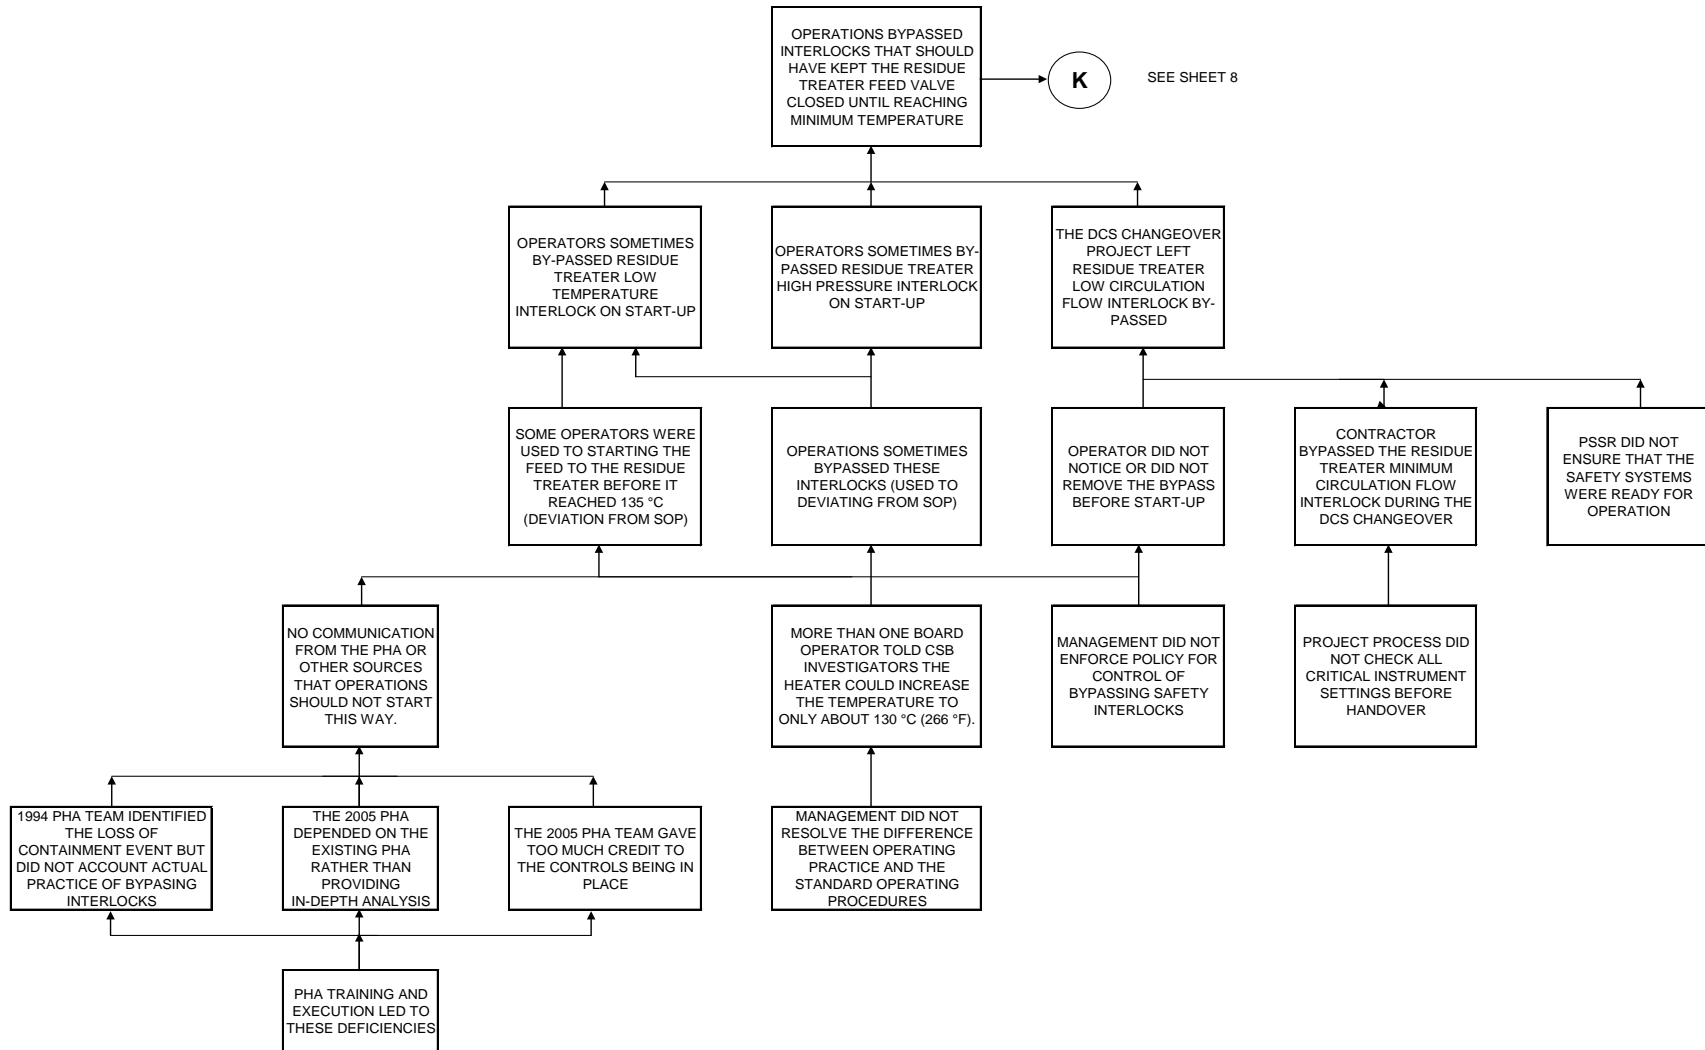 OPERATIONS BYPASSED
INTERLOCKS THAT SHOULD
HAVE KEPT THE RESIDUE
TREATER FEED VALVE
CLOSED UNTIL REACHING
MINIMUM TEMPERATURE
K
SEE SHEET 8
OPERATORS SOMETIMES
BY-PASSED RESIDUE
TREATER LOW
TEMPERATURE
INTERLOCK ON START-UP
OPERATORS SOMETIMES BY-
PASSED RESIDUE TREATER
HIGH PRESSURE INTERLOCK
ON START-UP
THE DCS CHANGEOVER
PROJECT LEFT
RESIDUE TREATER
LOW CIRCULATION
FLOW INTERLOCK BY-
PASSED
SOME OPERATORS WERE
USED TO STARTING THE
FEED TO THE RESIDUE
TREATER BEFORE IT
REACHED 135 °C
(DEVIATION FROM SOP)
OPERATIONS SOMETIMES
BYPASSED THESE
INTERLOCKS (USED TO
DEVIATING FROM SOP)
OPERATOR DID NOT
NOTICE OR DID NOT
REMOVE THE BYPASS
BEFORE START-UP
CONTRACTOR
BYPASSED THE RESIDUE
TREATER MINIMUM
CIRCULATION FLOW
INTERLOCK DURING THE
DCS CHANGEOVER
PSSR DID NOT
ENSURE THAT THE
SAFETY SYSTEMS
WERE READY FOR
OPERATION
NO COMMUNICATION
FROM THE PHA OR
OTHER SOURCES
THAT OPERATIONS
SHOULD NOT START
THIS WAY.
MORE THAN ONE BOARD
OPERATOR TOLD CSB
INVESTIGATORS THE
HEATER COULD INCREASE
THE TEMPERATURE TO
ONLY ABOUT 130 °C (266 °F).
MANAGEMENT DID NOT
ENFORCE POLICY FOR
CONTROL OF
BYPASSING SAFETY
INTERLOCKS
PROJECT PROCESS DID
NOT CHECK ALL
CRITICAL INSTRUMENT
SETTINGS BEFORE
HANDOVER
1994 PHA TEAM IDENTIFIED
THE LOSS OF
CONTAINMENT EVENT BUT
DID NOT ACCOUNT ACTUAL
PRACTICE OF BYPASING
INTERLOCKS
THE 2005 PHA
DEPENDED ON THE
EXISTING PHA
RATHER THAN
PROVIDING
IN-DEPTH ANALYSIS
THE 2005 PHA TEAM GAVE
TOO MUCH CREDIT TO
THE CONTROLS BEING IN
PLACE
MANAGEMENT DID NOT
RESOLVE THE DIFFERENCE
BETWEEN OPERATING
PRACTICE AND THE
STANDARD OPERATING
PROCEDURES
PHA TRAINING AND
EXECUTION LED TO
THESE DEFICIENCIES